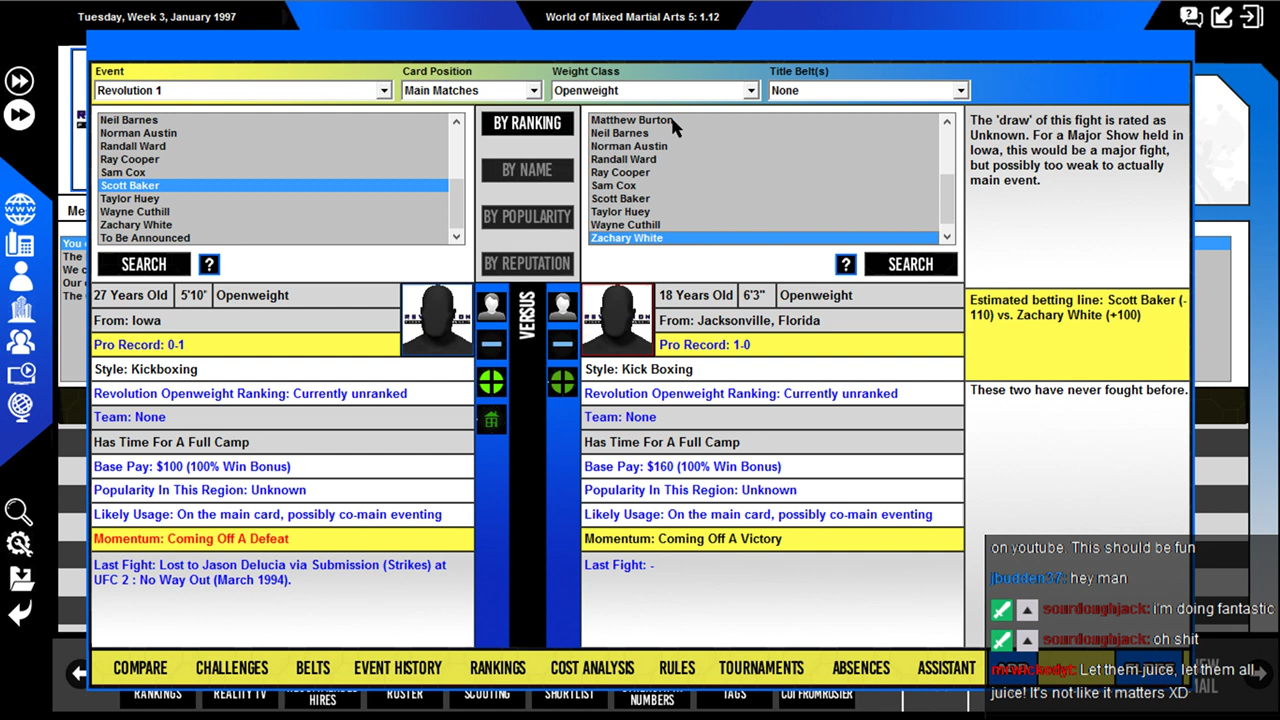 Tuesday, Week 3, January 1997
World of Mixed Martial Arts 5: 1.12
Event
Card Position
Weight Class
Title Belt(s)
Revolution 1
Main Matches
Openweight
None
Neil Barnes
Norman Austin
Randall Ward
Ray Cooper
Sam Cox
Scott Baker
Taylor Huey
Wayne Cuthill
Zachary White
To Be Announced
BY RANKING
BY NAME
BY POPULARITY
BY REPUTATION
Matthew Burton
Neil Barnes
Norman Austin
Randall Ward
Ray Cooper
Sam Cox
Scott Baker
Taylor Huey
Wayne Cuthill
Zachary White
The 'draw' of this fight is rated as
Unknown. For a Major Show held in
Iowa, this would be a major fight,
but possibly too weak to actually
main event.
SEARCH
?
?
SEARCH
27 Years Old
5'10"
Openweight
From: Iowa
Pro Record: 0-1
Style: Kickboxing
Revolution Openweight Ranking: Currently unranked
Team: None
Has Time For A Full Camp
Base Pay: $100 (100% Win Bonus)
Popularity In This Region: Unknown
Likely Usage: On the main card, possibly co-main eventing
Momentum: Coming Off A Defeat
Last Fight: Lost to Jason Delucia via Submission (Strikes) at
UFC 2 : No Way Out (March 1994).
VERSUS
18 Years Old
6'3"
Openweight
From: Jacksonville, Florida
Pro Record: 1-0
Style: Kick Boxing
Revolution Openweight Ranking: Currently unranked
Team: None
Has Time For A Full Camp
Base Pay: $160 (100% Win Bonus)
Popularity In This Region: Unknown
Likely Usage: On the main card, possibly co-main eventing
Momentum: Coming Off A Victory
Last Fight: -
Estimated betting line: Scott Baker (-
110) vs. Zachary White (+100)
These two have never fought before.
on youtube. This should be fun
jbudden37: hey man
sourdoughjack: i'm doing fantastic
sourdoughjack: oh shit
Let them juice, let them all
juice! It's not like it matters XD
COMPARE
CHALLENGES
BELTS
EVENT HISTORY
RANKINGS
COST ANALYSIS
RULES
TOURNAMENTS
ABSENCES
ASSISTANT
RANKINGS
REALITY TV
HIRES
ROSTER
SCOUTING
SHORTLIST
NUMBERS
TAGS